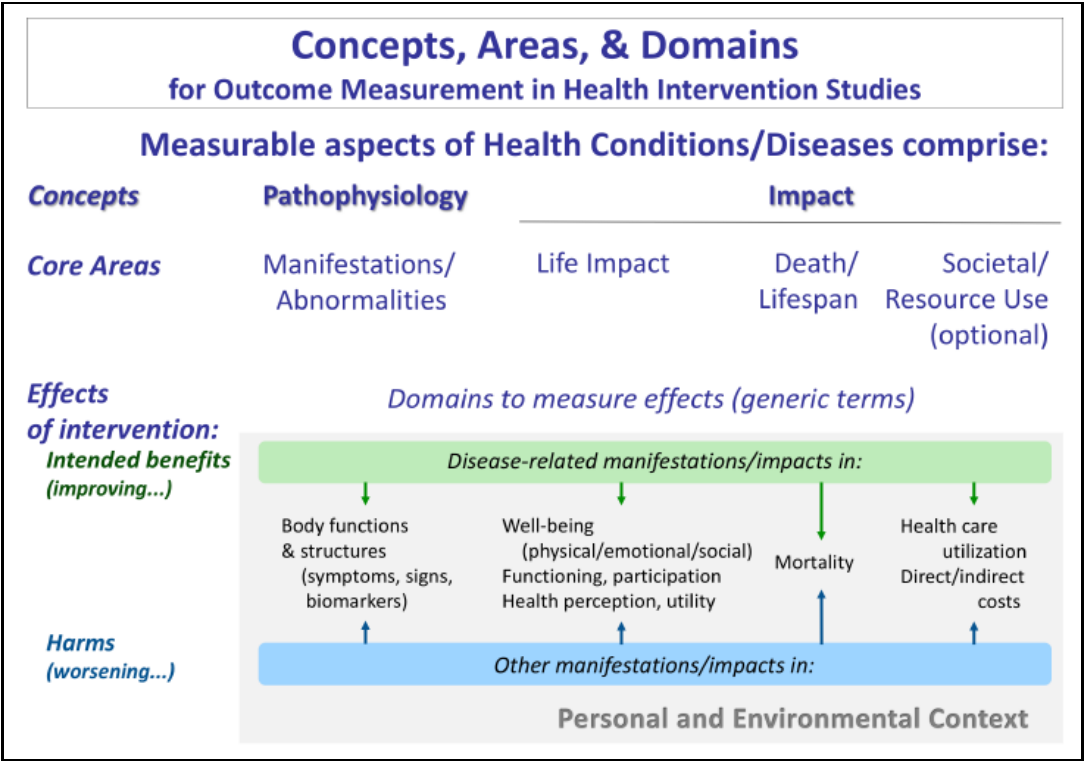 Concepts, Areas, & Domains
for Outcome Measurement in Health Intervention Studies
Measurable aspects of Health Conditions/Diseases comprise:
Concepts Pathophysiology Impact
Core Areas Manifestations/ Life Impact Death/ Societal/
Abnormalities Lifespan Resource Use
(optional)
Effects Domains to measure effects (generic terms)
of intervention:
Intended benefits Disease-related manifestations/impacts in:
(improving...)
Body functions Well-being Health care
& structures (physical/emotional/social) utilization
(symptoms, signs, Functioning, participation Mortality Direct/indirect
biomarkers) Health perception, utility costs
Harms Other manifestations/impacts in:
(worsening...)
Personal and Environmental Context